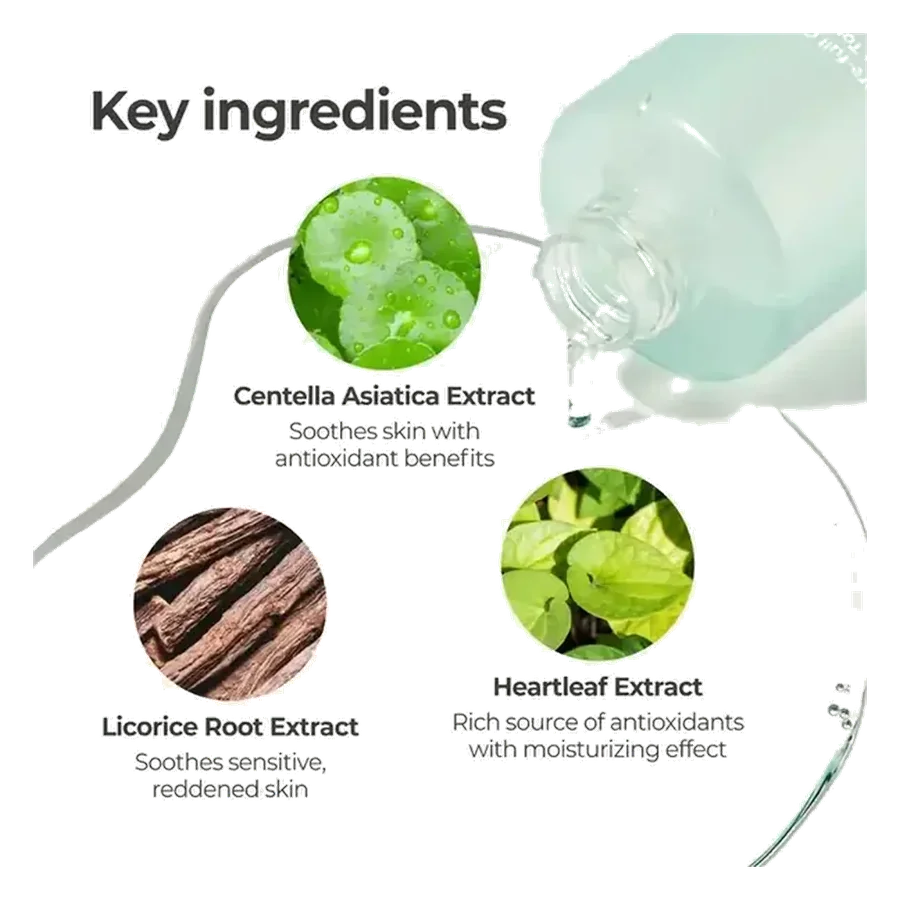 Key ingredients
Centella Asiatica Extract
Soothes skin with
antioxidant benefits
Heartleaf Extract
Rich source of antioxidants
with moisturizing effect
Licorice Root Extract
Soothes sensitive,
reddened skin